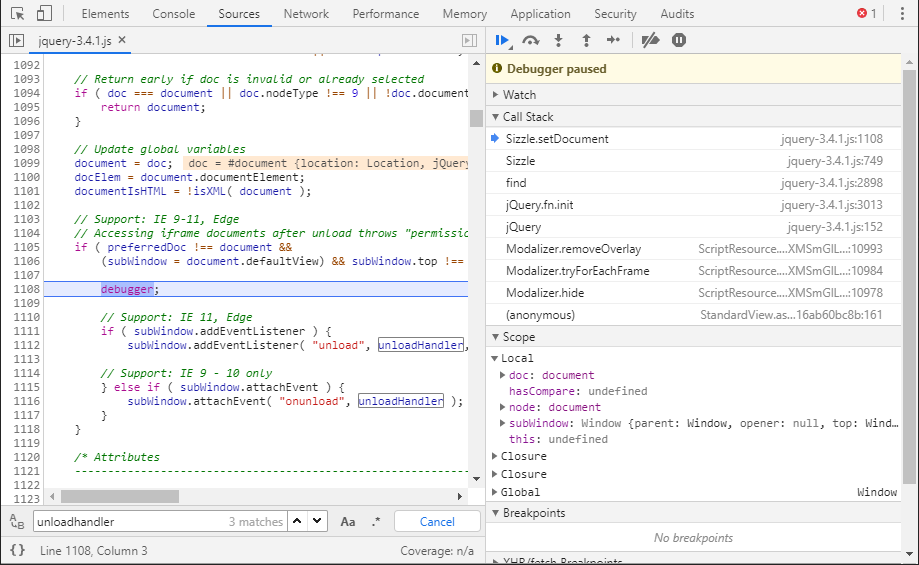 Elements Console Sources Network Performance Memory Application Security Audits 1
jquery-3.4.1.js
1092
1093 // Return early if doc is invalid or already selected
1094 if ( doc === document || doc.nodeType !== 9 || !doc.document
1095 return document;
1096 }
1097
1098 // Update global variables
1099 document = doc; doc = #document {location: Location, jQuery
1100 docElem = document.documentElement;
1101 documentIsHTML = !isXML( document );
1102
1103 // Support: IE 9-11, Edge
1104 // Accessing iframe documents after unload throws "permissio
1105 if ( preferredDoc !== document &&
1106 (subWindow = document.defaultView) && subWindow.top !==
1107
1108 debugger;
1109
1110 // Support: IE 11, Edge
1111 if ( subWindow.addEventListener ) {
1112 subWindow.addEventListener( "unload", unloadHandler,
1113
1114 // Support: IE 9 - 10 only
1115 } else if ( subWindow.attachEvent ) {
1116 subWindow.attachEvent( "onunload", unloadHandler );
1117 }
1118 }
1119
1120 /* Attributes
1121 ----------------------------------------------------------
1122
1123
unloadhandler 3 matches Aa .* Cancel
{} Line 1108, Column 3 Coverage: n/a
Debugger paused
Watch
Call Stack
Sizzle.setDocument jquery-3.4.1.js:1108
Sizzle jquery-3.4.1.js:749
find jquery-3.4.1.js:2898
jQuery.fn.init jquery-3.4.1.js:3013
jQuery jquery-3.4.1.js:152
Modalizer.removeOverlay ScriptResource....XMSmGIL...:10993
Modalizer.tryForEachFrame ScriptResource....XMSmGIL...:10984
Modalizer.hide ScriptResource....XMSmGIL...:10978
(anonymous) StandardView.as...16ab60bc8b:161
Scope
Local
doc: document
hasCompare: undefined
node: document
subWindow: Window {parent: Window, opener: null, top: Wind...
this: undefined
Closure
Closure
Global Window
Breakpoints
No breakpoints
XHR/fetch Breakpoints